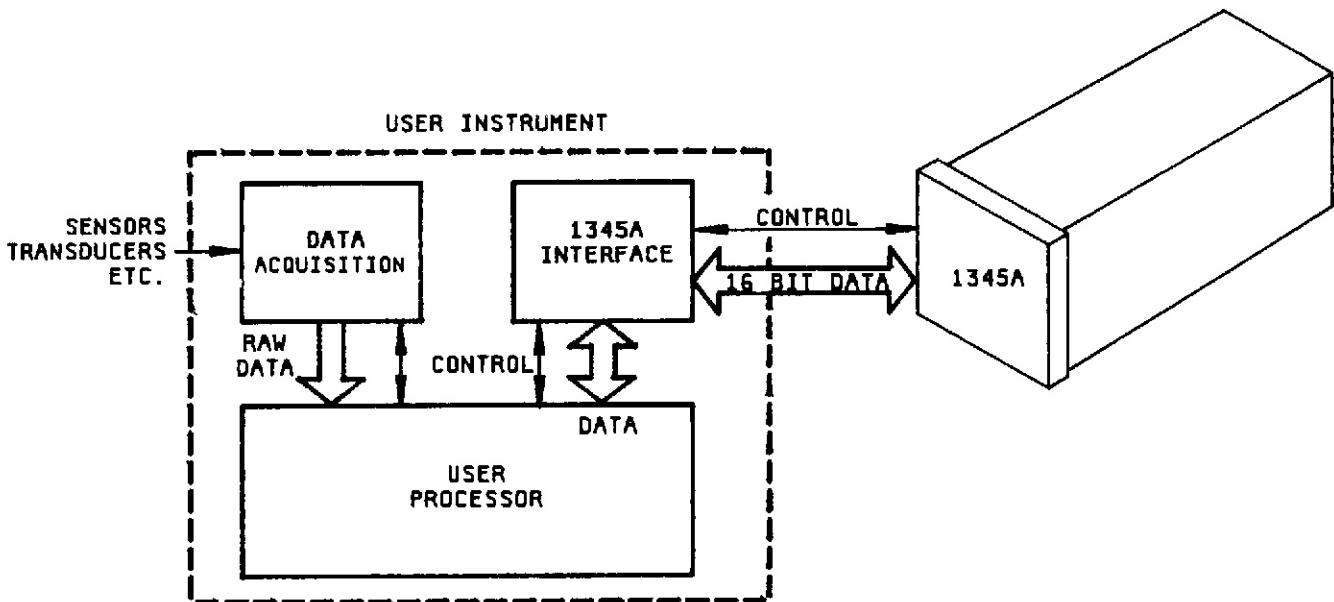 USER INSTRUMENT
SENSORS
TRANSDUCERS
ETC.
DATA
ACQUISITION
1345A
INTERFACE
CONTROL
16 BIT DATA
1345A
RAW
DATA
CONTROL
DATA
USER
PROCESSOR